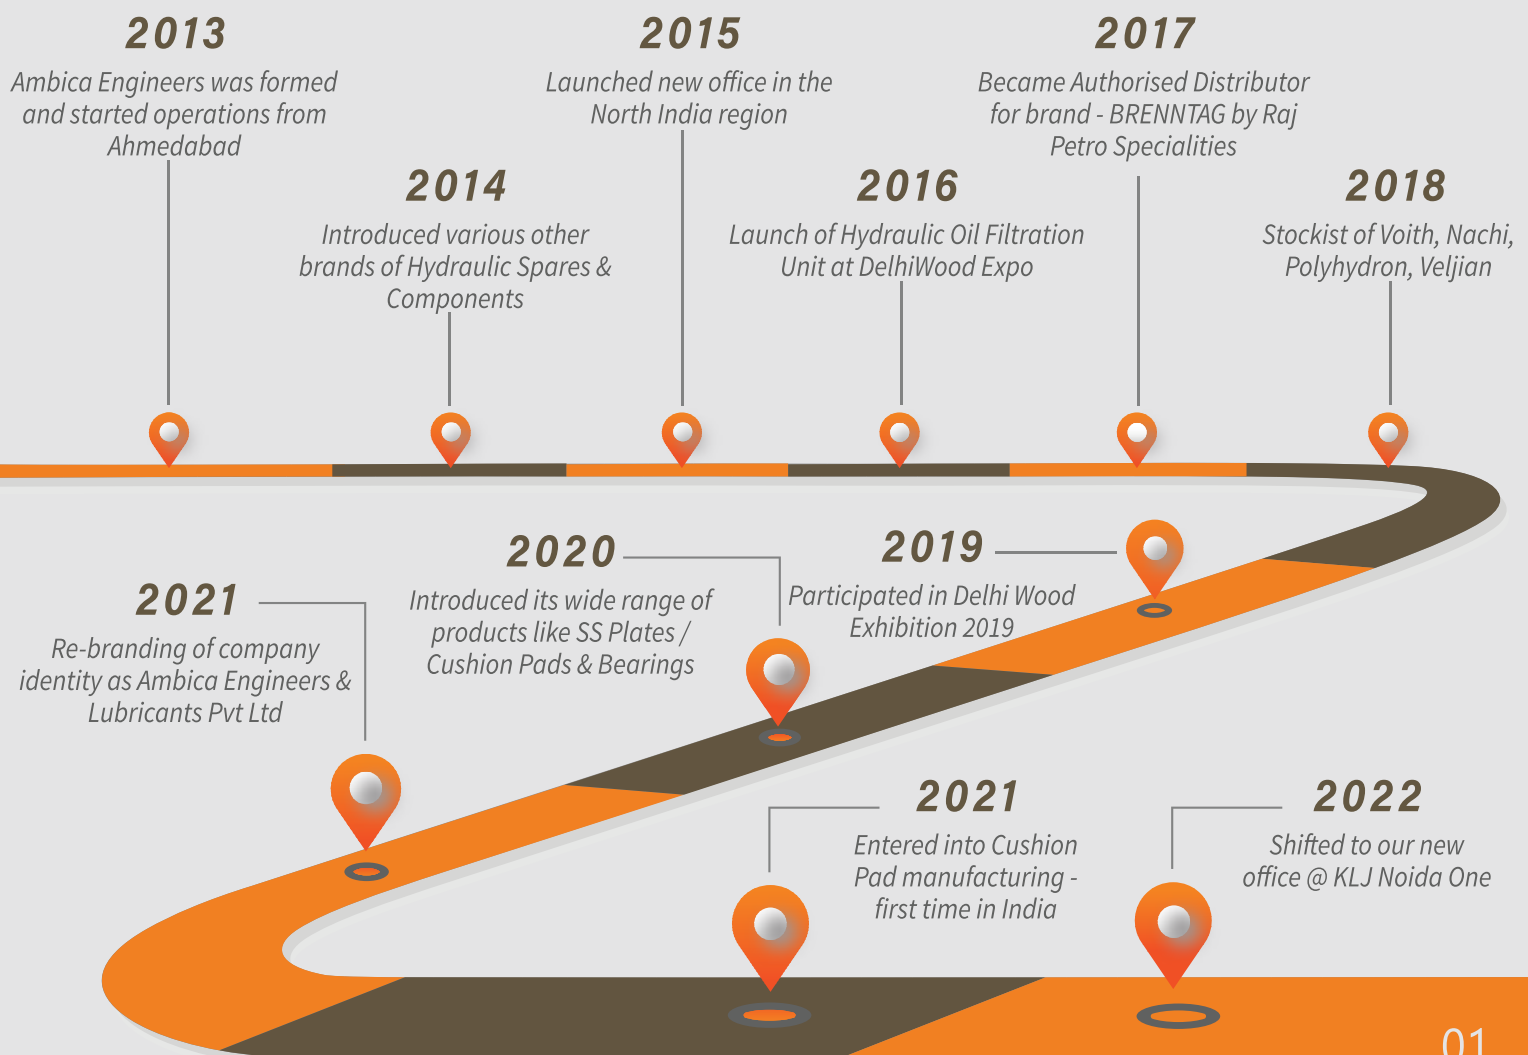 2013
Ambica Engineers was formed
and started operations from
Ahmedabad
2014
Introduced various other
brands of Hydraulic Spares &
Components
2015
Launched new office in the
North India region
2016
Launch of Hydraulic Oil Filtration
Unit at DelhiWood Expo
2017
Became Authorised Distributor
for brand - BRENNTAG by Raj
Petro Specialities
2018
Stockist of Voith, Nachi,
Polyhydron, Veljian
2019
Participated in Delhi Wood
Exhibition 2019
2020
Introduced its wide range of
products like SS Plates /
Cushion Pads & Bearings
2021
Re-branding of company
identity as Ambica Engineers &
Lubricants Pvt Ltd
2021
Entered into Cushion
Pad manufacturing -
first time in India
2022
Shifted to our new
office @ KLJ Noida One
01